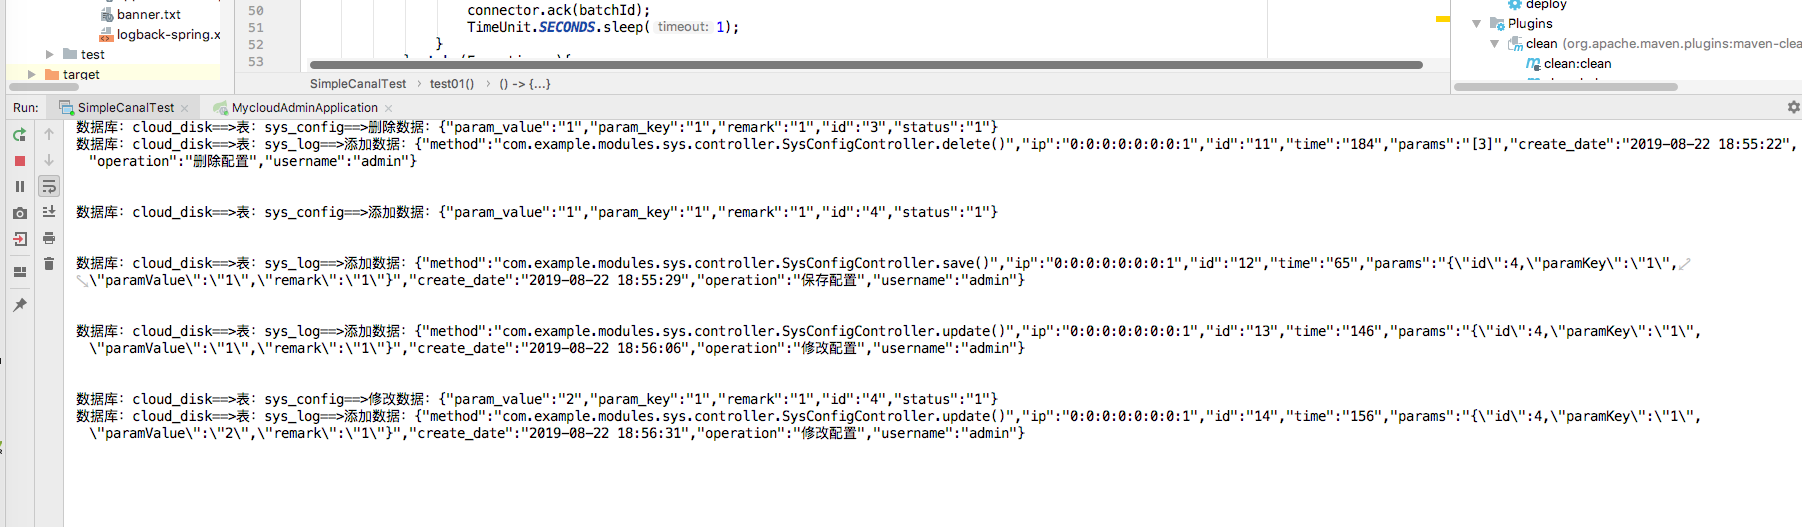 banner.txt
logback-spring.x
test
target
50
51
52
53
connector.ack(batchId);
TimeUnit.SECONDS.sleep( timeout: 1);
}
SimpleCanalTest › test01() › () -> {...}
deploy
Plugins
clean (org.apache.maven.plugins:maven-clea
clean:clean
Run: SimpleCanalTest × MycloudAdminApplication ×
数据库: cloud_disk==>表: sys_config==>删除数据: {"param_value":"1","param_key":"1","remark":"1","id":"3","status":"1"}
数据库: cloud_disk==>表: sys_log==>添加数据: {"method":"com.example.modules.sys.controller.SysConfigController.delete()","ip":"0:0:0:0:0:0:0:1","id":"11","time":"184","params":"[3]","create_date":"2019-08-22 18:55:22",
"operation":"删除配置","username":"admin"}
数据库: cloud_disk==>表: sys_config==>添加数据: {"param_value":"1","param_key":"1","remark":"1","id":"4","status":"1"}
数据库: cloud_disk==>表: sys_log==>添加数据: {"method":"com.example.modules.sys.controller.SysConfigController.save()","ip":"0:0:0:0:0:0:0:1","id":"12","time":"65","params":"{\"id\":4,\"paramKey\":\"1\",
\"paramValue\":\"1\",\"remark\":\"1\"}","create_date":"2019-08-22 18:55:29","operation":"保存配置","username":"admin"}
数据库: cloud_disk==>表: sys_log==>添加数据: {"method":"com.example.modules.sys.controller.SysConfigController.update()","ip":"0:0:0:0:0:0:0:1","id":"13","time":"146","params":"{\"id\":4,\"paramKey\":\"1\",
\"paramValue\":\"1\",\"remark\":\"1\"}","create_date":"2019-08-22 18:56:06","operation":"修改配置","username":"admin"}
数据库: cloud_disk==>表: sys_config==>修改数据: {"param_value":"2","param_key":"1","remark":"1","id":"4","status":"1"}
数据库: cloud_disk==>表: sys_log==>添加数据: {"method":"com.example.modules.sys.controller.SysConfigController.update()","ip":"0:0:0:0:0:0:0:1","id":"14","time":"156","params":"{\"id\":4,\"paramKey\":\"1\",
\"paramValue\":\"2\",\"remark\":\"1\"}","create_date":"2019-08-22 18:56:31","operation":"修改配置","username":"admin"}